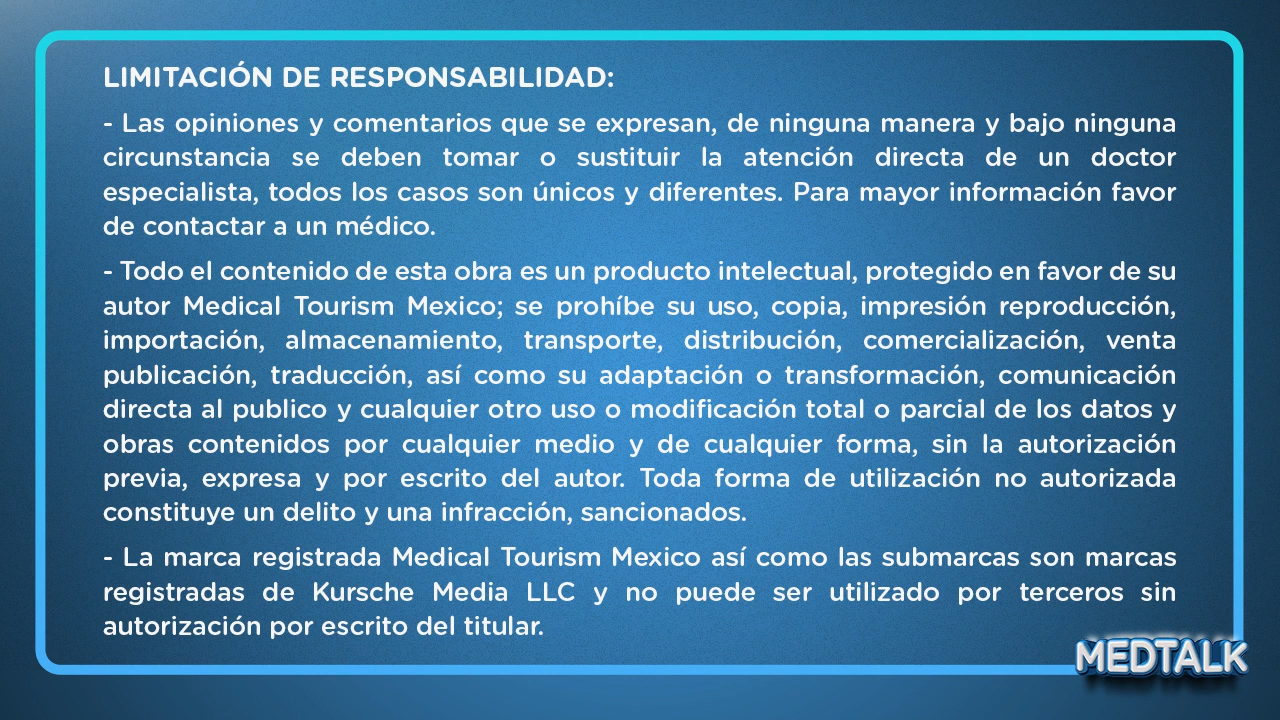 LIMITACIÓN DE RESPONSABILIDAD:
- Las opiniones y comentarios que se expresan, de ninguna manera y bajo ninguna
circunstancia se deben tomar o sustituir la atención directa de un doctor
especialista, todos los casos son únicos y diferentes. Para mayor información favor
de contactar a un médico.
- Todo el contenido de esta obra es un producto intelectual, protegido en favor de su
autor Medical Tourism Mexico; se prohíbe su uso, copia, impresión reproducción,
importación, almacenamiento, transporte, distribución, comercialización, venta
publicación, traducción, así como su adaptación o transformación, comunicación
directa al publico y cualquier otro uso o modificación total o parcial de los datos y
obras contenidos por cualquier medio y de cualquier forma, sin la autorización
previa, expresa y por escrito del autor. Toda forma de utilización no autorizada
constituye un delito y una infracción, sancionados.
- La marca registrada Medical Tourism Mexico así como las submarcas son marcas
registradas de Kursche Media LLC y no puede ser utilizado por terceros sin
autorización por escrito del titular.
MEDTALK